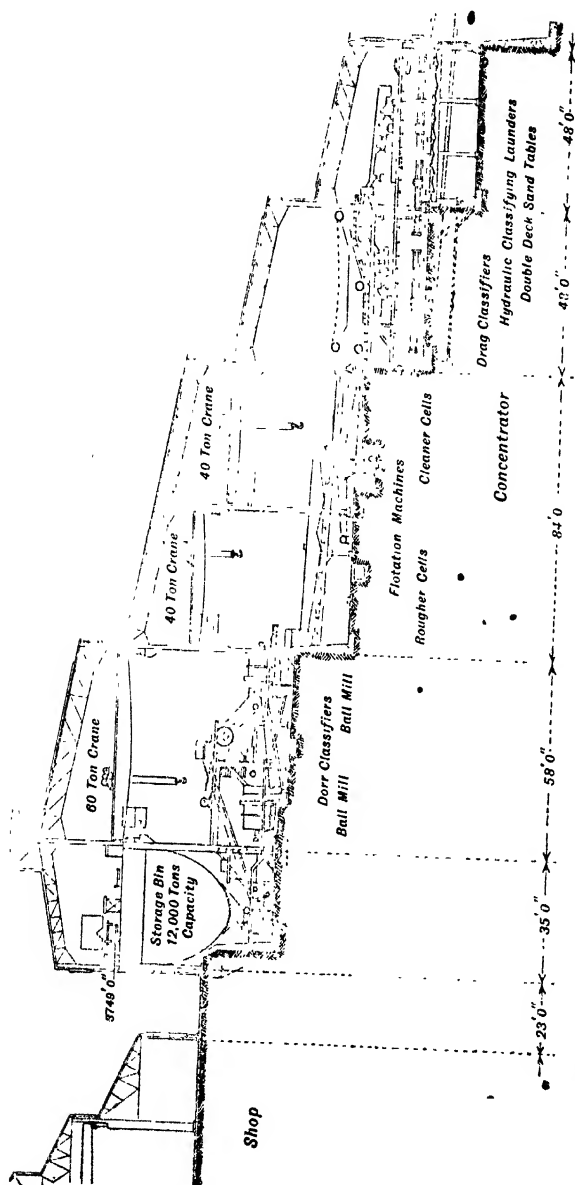 60 Ton Crane
40 Ton Crane
40 Ton Crane
3749'0"
Storage Bin
12,000 Tons
Capacity
Shop
Dorr Classifiers
Ball Mill Ball Mill
Flotation Machines
Rougher Cells Cleaner Cells
Drag Classifiers
Hydraulic Classifying Launders
Double Deck Sand Tables
Concentrator
23'0"
35'0"
58'0"
84'0
48'0"
48'0"